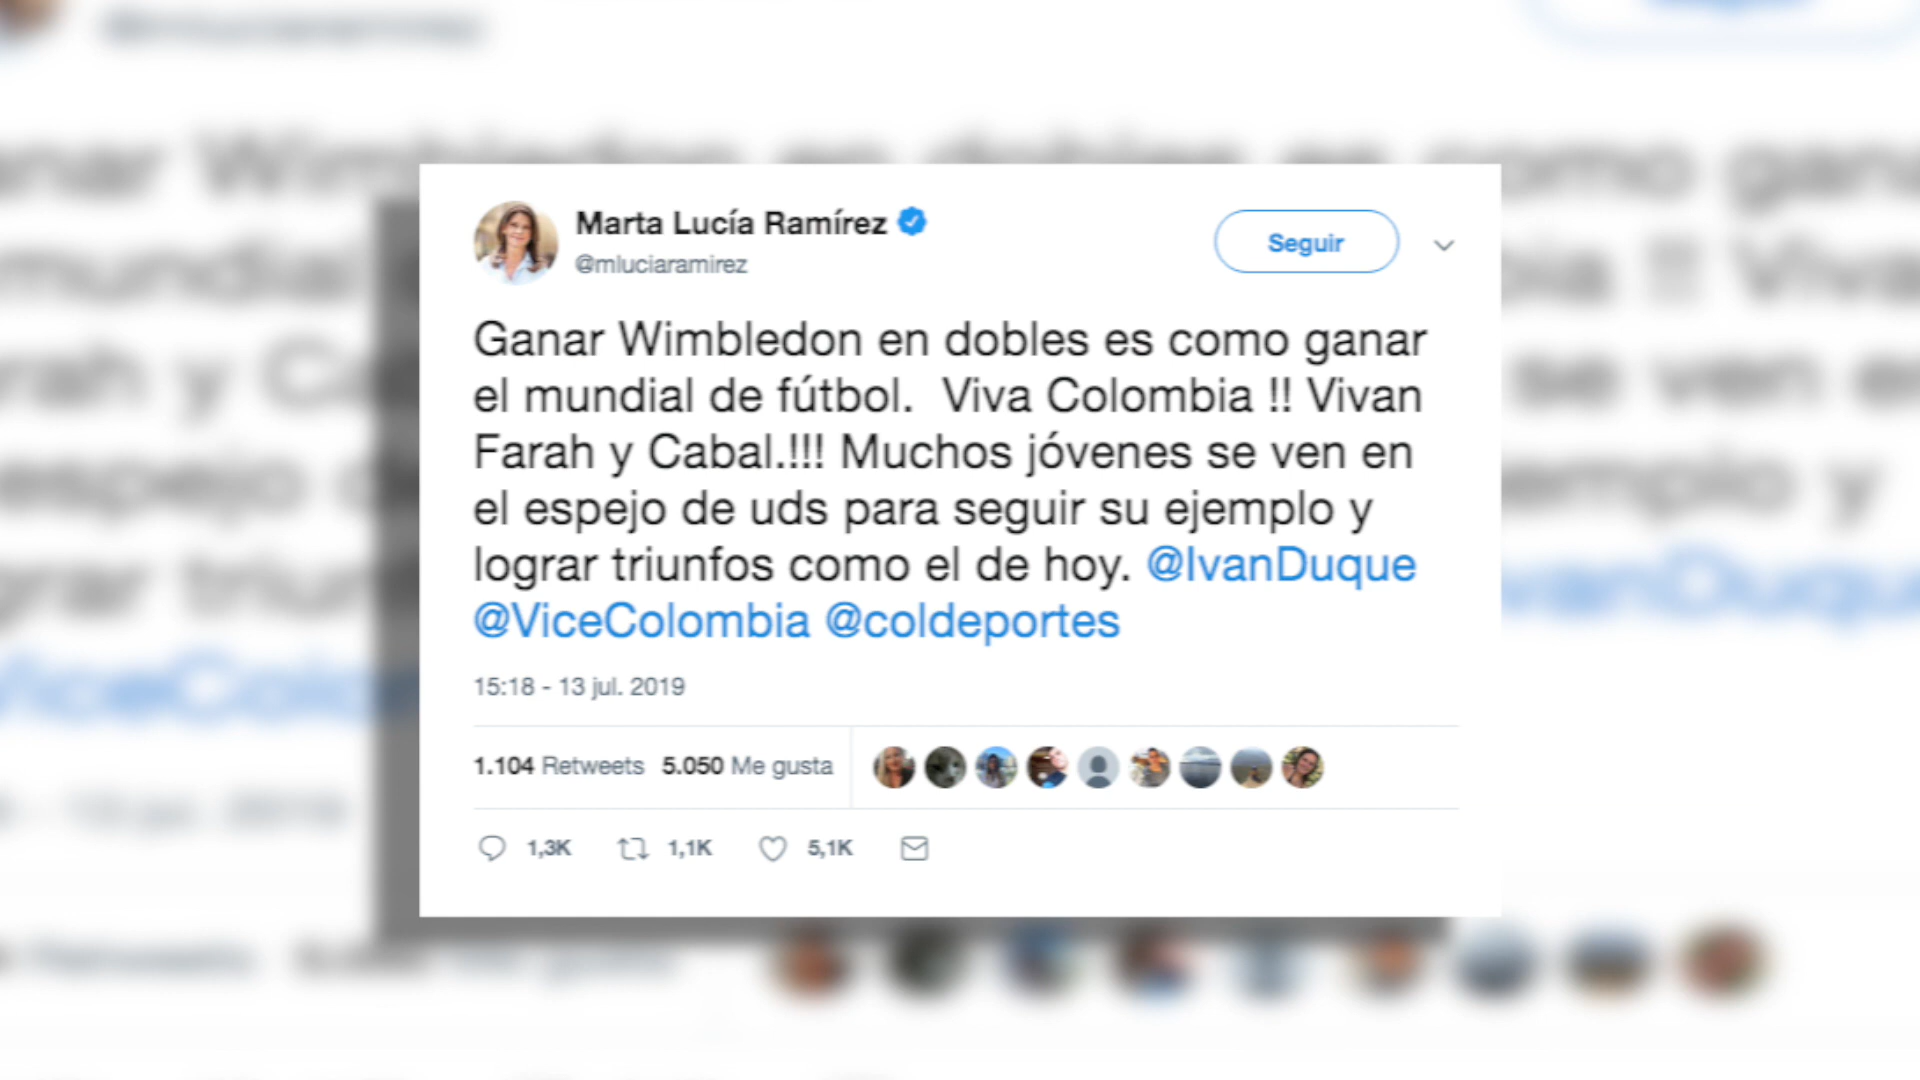 Marta Lucía Ramírez
@mluciaramirez
Seguir
Ganar Wimbledon en dobles es como ganar
el mundial de fútbol.  Viva Colombia !! Vivan
Farah y Cabal.!!! Muchos jóvenes se ven en
el espejo de uds para seguir su ejemplo y
lograr triunfos como el de hoy. @IvanDuque
@ViceColombia @coldeportes
15:18 - 13 jul. 2019
1.104 Retweets 5.050 Me gusta
1,3K 1,1K 5,1K